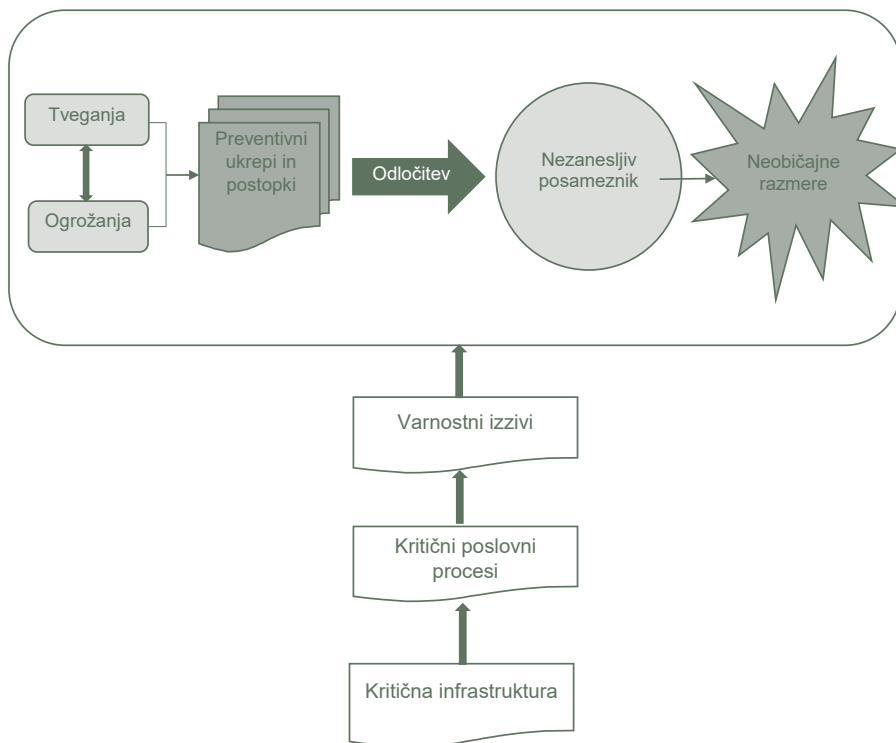 Tveganja
Ogrožanja
Preventivni
ukrepi in
postopki
Odločitev
Nezanesljiv
posameznik
Neobičajne
razmere
Varnostni izzivi
Kritični poslovni
procesi
Kritična infrastruktura